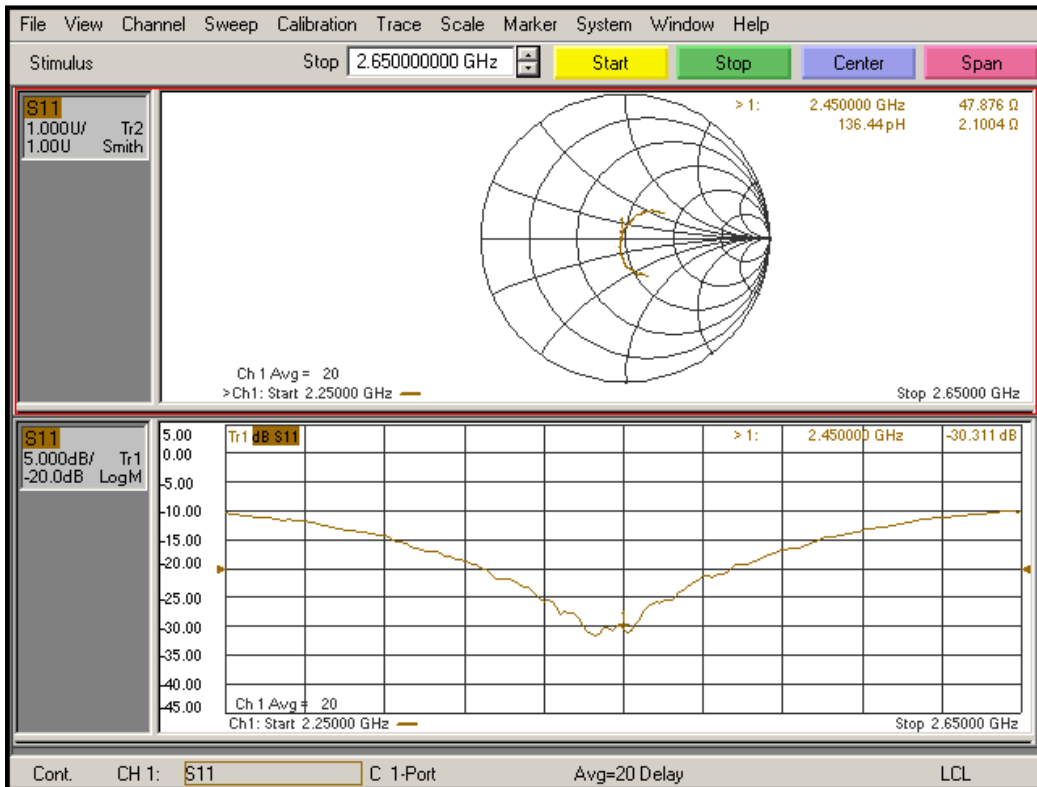 File View Channel Sweep Calibration Trace Scale Marker System Window Help
Stimulus Stop 2.650000000 GHz Start Stop Center Span
S11
1.000U/ Tr2
1.00U Smith
> 1: 2.450000 GHz 47.876 Ω
136.44 pH 2.1004 Ω
Ch 1 Avg = 20
>Ch1: Start 2.25000 GHz Stop 2.65000 GHz
S11
5.000dB/ Tr1
-20.0dB LogM
Tr1 dB S11 > 1: 2.450000 GHz -30.311 dB
5.00
0.00
-5.00
-10.00
-15.00
-20.00
-25.00
-30.00
-35.00
-40.00
-45.00
Ch 1 Avg = 20
Ch1: Start 2.25000 GHz Stop 2.65000 GHz
Cont. CH 1: S11 C 1-Port Avg=20 Delay LCL